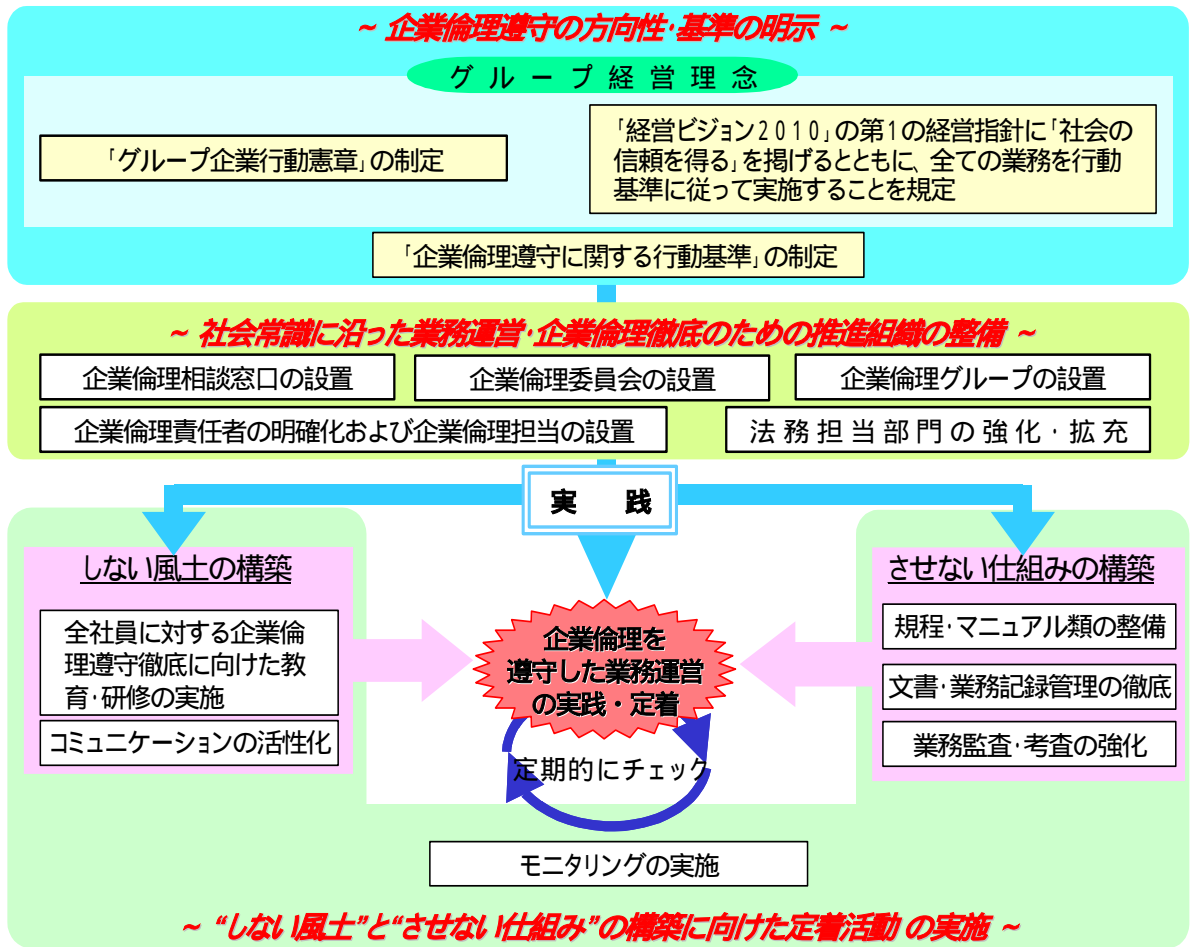 ~ 企業倫理遵守の方向性・基準の明示 ~
グループ経営理念
「グループ企業行動憲章」の制定
「経営ビジョン2010」の第1の経営指針に「社会の
信頼を得る」を掲げるとともに、全ての業務を行動
基準に従って実施することを規定
「企業倫理遵守に関する行動基準」の制定
~ 社会常識に沿った業務運営・企業倫理徹底のための推進組織の整備 ~
企業倫理相談窓口の設置
企業倫理委員会の設置
企業倫理グループの設置
企業倫理責任者の明確化および企業倫理担当の設置
法務担当部門の強化・拡充
実 践
しない風土の構築
全社員に対する企業倫
理遵守徹底に向けた教
育・研修の実施
コミュニケーションの活性化
企業倫理を
遵守した業務運営
の実践・定着
定期的にチェック
させない仕組みの構築
規程・マニュアル類の整備
文書・業務記録管理の徹底
業務監査・考査の強化
モニタリングの実施
~ “しない風土”と“させない仕組み”の構築に向けた定着活動の実施 ~